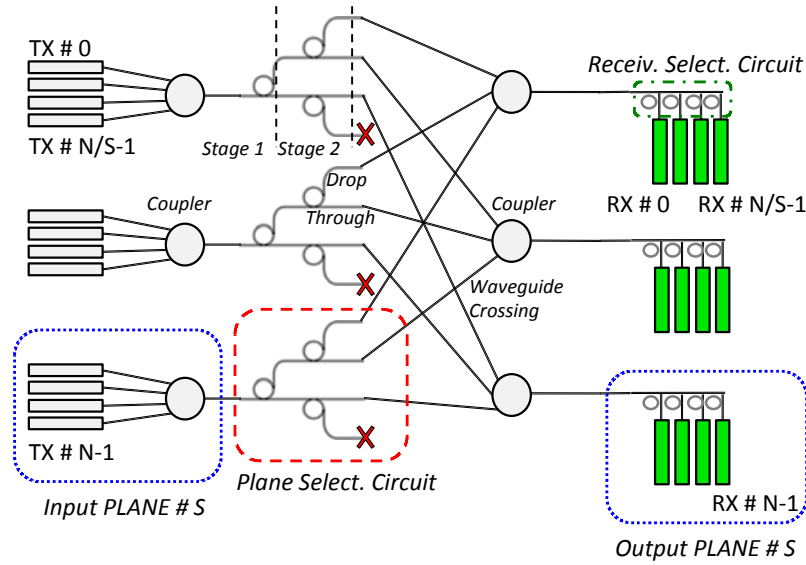 TX # 0
Receiv. Select. Circuit
TX # N/S-1
Stage 1
Stage 2
Drop
Coupler
Through
Coupler
RX # 0
RX # N/S-1
Waveguide
Crossing
TX # N-1
Plane Select. Circuit
RX # N-1
Input PLANE # S
Output PLANE # S